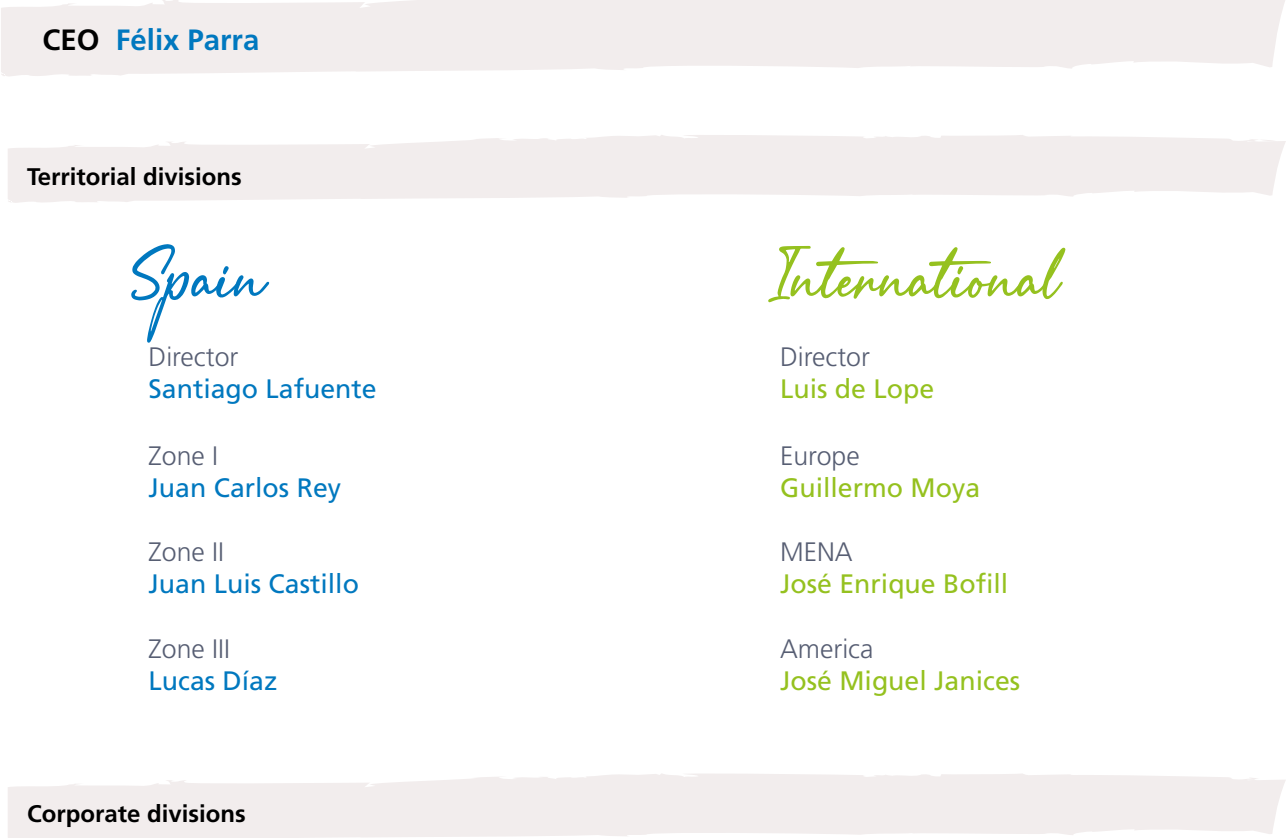 CEO Félix Parra
Territorial divisions
Spain
Director
Santiago Lafuente
Zone I
Juan Carlos Rey
Zone II
Juan Luis Castillo
Zone III
Lucas Díaz
International
Director
Luis de Lope
Europe
Guillermo Moya
MENA
José Enrique Bofill
America
José Miguel Janices
Corporate divisions